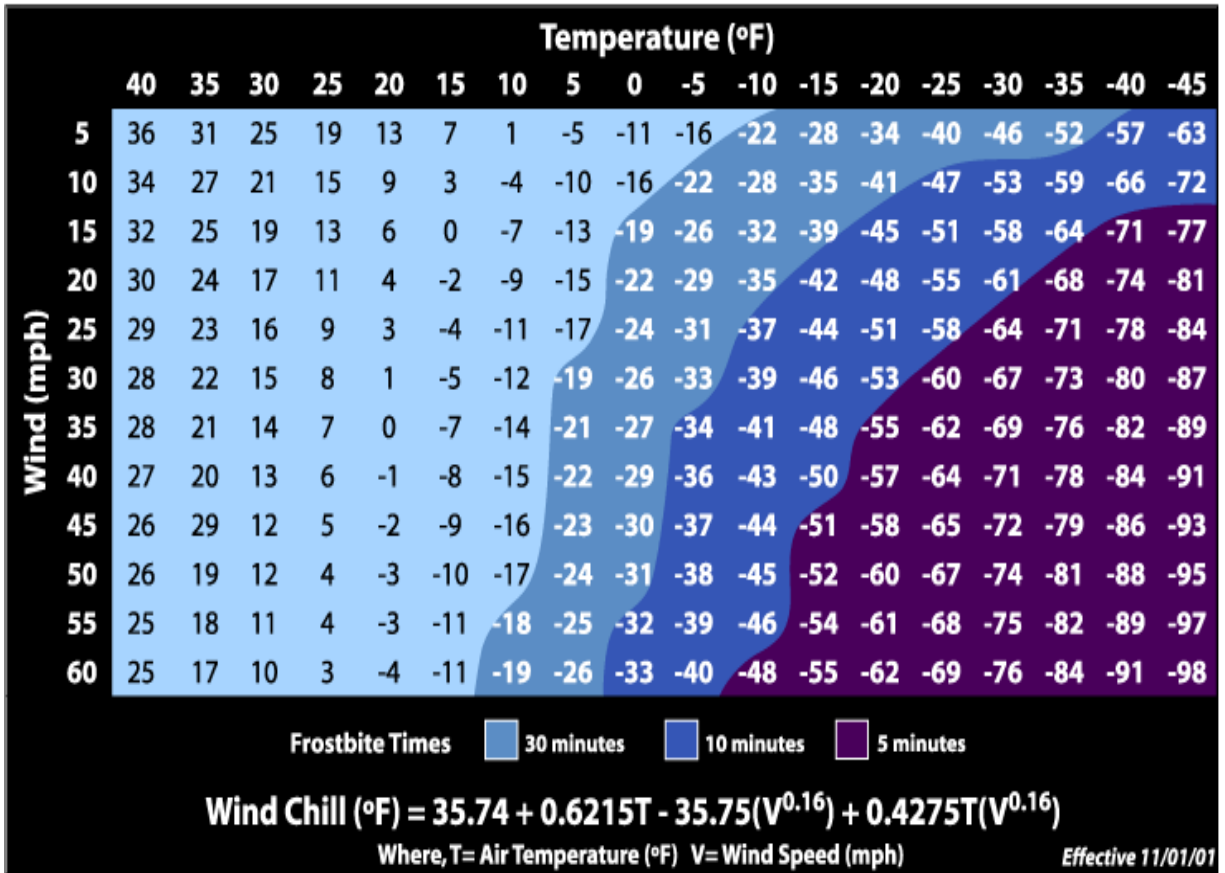 Temperature (ºF)
40 35 30 25 20 15 10 5 0 -5 -10 -15 -20 -25 -30 -35 -40 -45
5 36 31 25 19 13 7 1 -5 -11 -16 -22 -28 -34 -40 -46 -52 -57 -63
10 34 27 21 15 9 3 -4 -10 -16 -22 -28 -35 -41 -47 -53 -59 -66 -72
15 32 25 19 13 6 0 -7 -13 -19 -26 -32 -39 -45 -51 -58 -64 -71 -77
20 30 24 17 11 4 -2 -9 -15 -22 -29 -35 -42 -48 -55 -61 -68 -74 -81
25 29 23 16 9 3 -4 -11 -17 -24 -31 -37 -44 -51 -58 -64 -71 -78 -84
30 28 22 15 8 1 -5 -12 -19 -26 -33 -39 -46 -53 -60 -67 -73 -80 -87
35 28 21 14 7 0 -7 -14 -21 -27 -34 -41 -48 -55 -62 -69 -76 -82 -89
40 27 20 13 6 -1 -8 -15 -22 -29 -36 -43 -50 -57 -64 -71 -78 -84 -91
45 26 29 12 5 -2 -9 -16 -23 -30 -37 -44 -51 -58 -65 -72 -79 -86 -93
50 26 19 12 4 -3 -10 -17 -24 -31 -38 -45 -52 -60 -67 -74 -81 -88 -95
55 25 18 11 4 -3 -11 -18 -25 -32 -39 -46 -54 -61 -68 -75 -82 -89 -97
60 25 17 10 3 -4 -11 -19 -26 -33 -40 -48 -55 -62 -69 -76 -84 -91 -98
Wind (mph)
Frostbite Times 30 minutes 10 minutes 5 minutes
Wind Chill (ºF) = 35.74 + 0.6215T - 35.75(V^0.16) + 0.4275T(V^0.16)
Where, T= Air Temperature (ºF) V= Wind Speed (mph) Effective 11/01/01